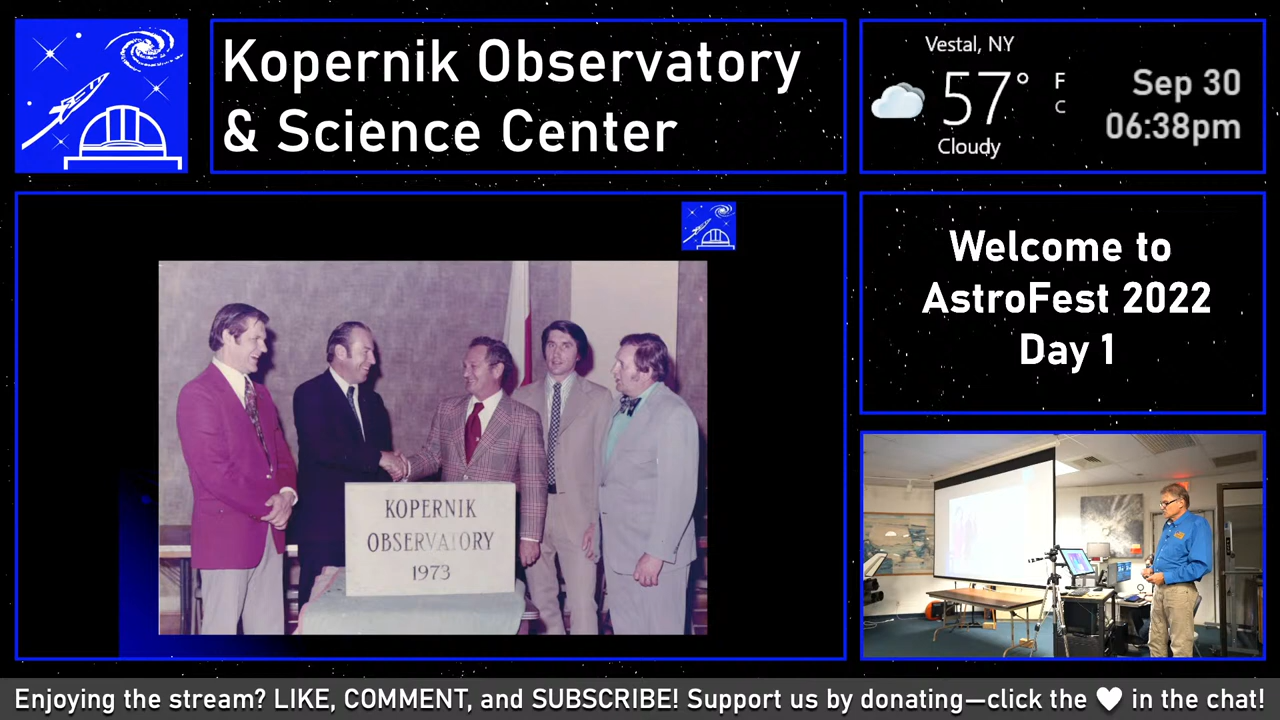 Kopernik Observatory
& Science Center
Vestal, NY
57° F
C
Cloudy
Sep 30
06:38pm
Welcome to
AstroFest 2022
Day 1
KOPERNIK
OBSERVATORY
1973
Enjoying the stream? LIKE, COMMENT, and SUBSCRIBE! Support us by donating—click the ♥ in the chat!